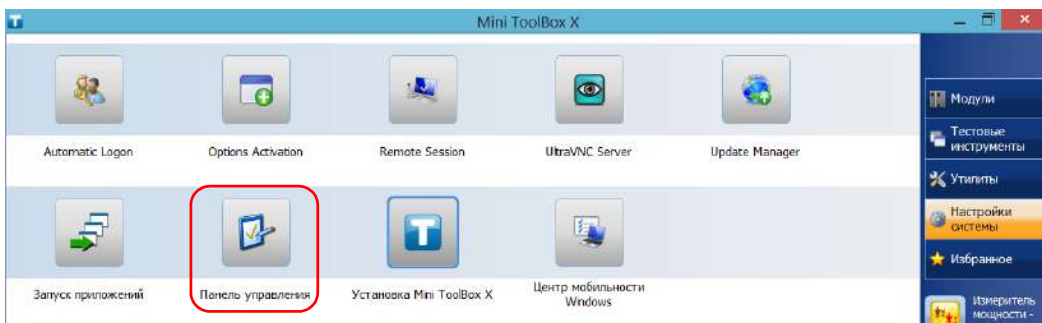 Mini ToolBox X
Automatic Logon
Options Activation
Remote Session
UltraVNC Server
Update Manager
Запуск приложений
Панель управления
Установка Mini ToolBox X
Центр мобильности
Windows
Модули
Тестовые
инструменты
Утилиты
Настройки
системы
Избранное
Измеритель
мощности -